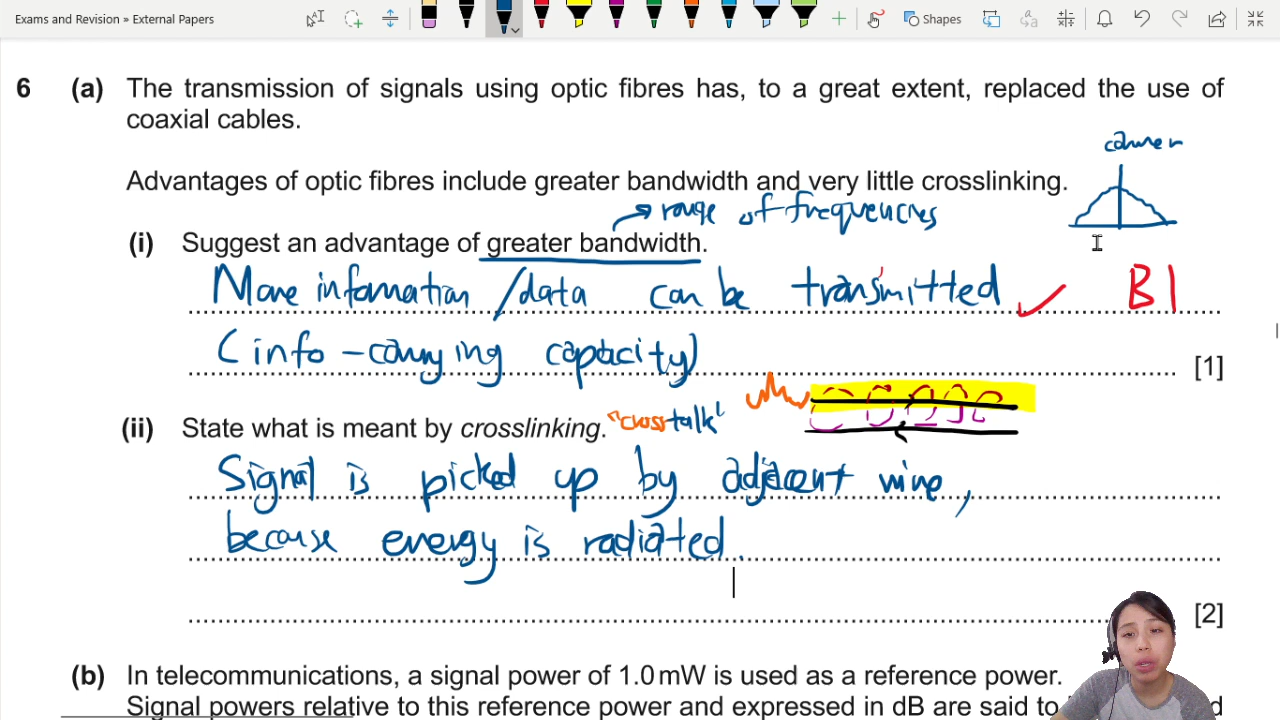 Exams and Revision » External Papers
Shapes
6 (a) The transmission of signals using optic fibres has, to a great extent, replaced the use of
coaxial cables.
carrier
Advantages of optic fibres include greater bandwidth and very little crosslinking.
→ range of frequencies
(i) Suggest an advantage of greater bandwidth.
More information /data can be transmitted ✓ B1
(info-carrying capacity)
[1]
(ii) State what is meant by crosslinking. "crosstalk"
Signal is picked up by adjacent wire,
because energy is radiated.
[2]
(b) In telecommunications, a signal power of 1.0 mW is used as a reference power.
Signal powers relative to this reference power and expressed in dB are said to